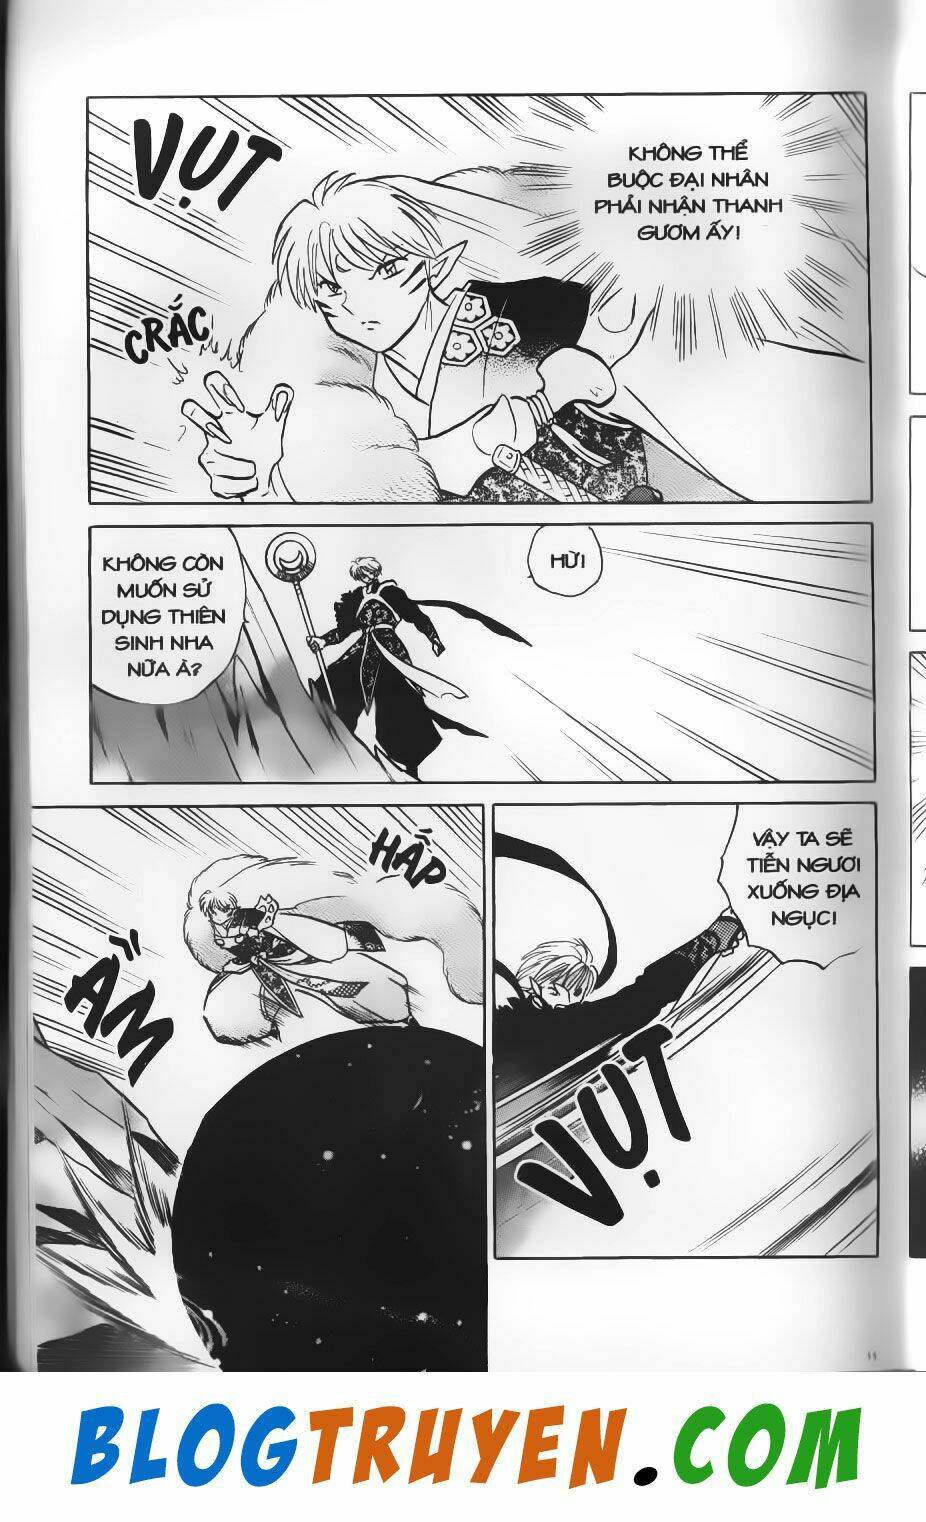 VỤT
KHÔNG THỂ
BUỘC ĐẠI NHÂN
PHẢI NHẬN THANH
GƯƠM ẤY!
CRẮC
HỪ!
KHÔNG CÒN
MUỐN SỬ
DỤNG THIÊN
SINH NHA
NỮA À?
VẬY TA SẼ
TIỄN NGƯƠI
XUỐNG ĐỊA
NGỤC!
VỤT
HẤP
ẦM
BLOGTRUYEN.COM